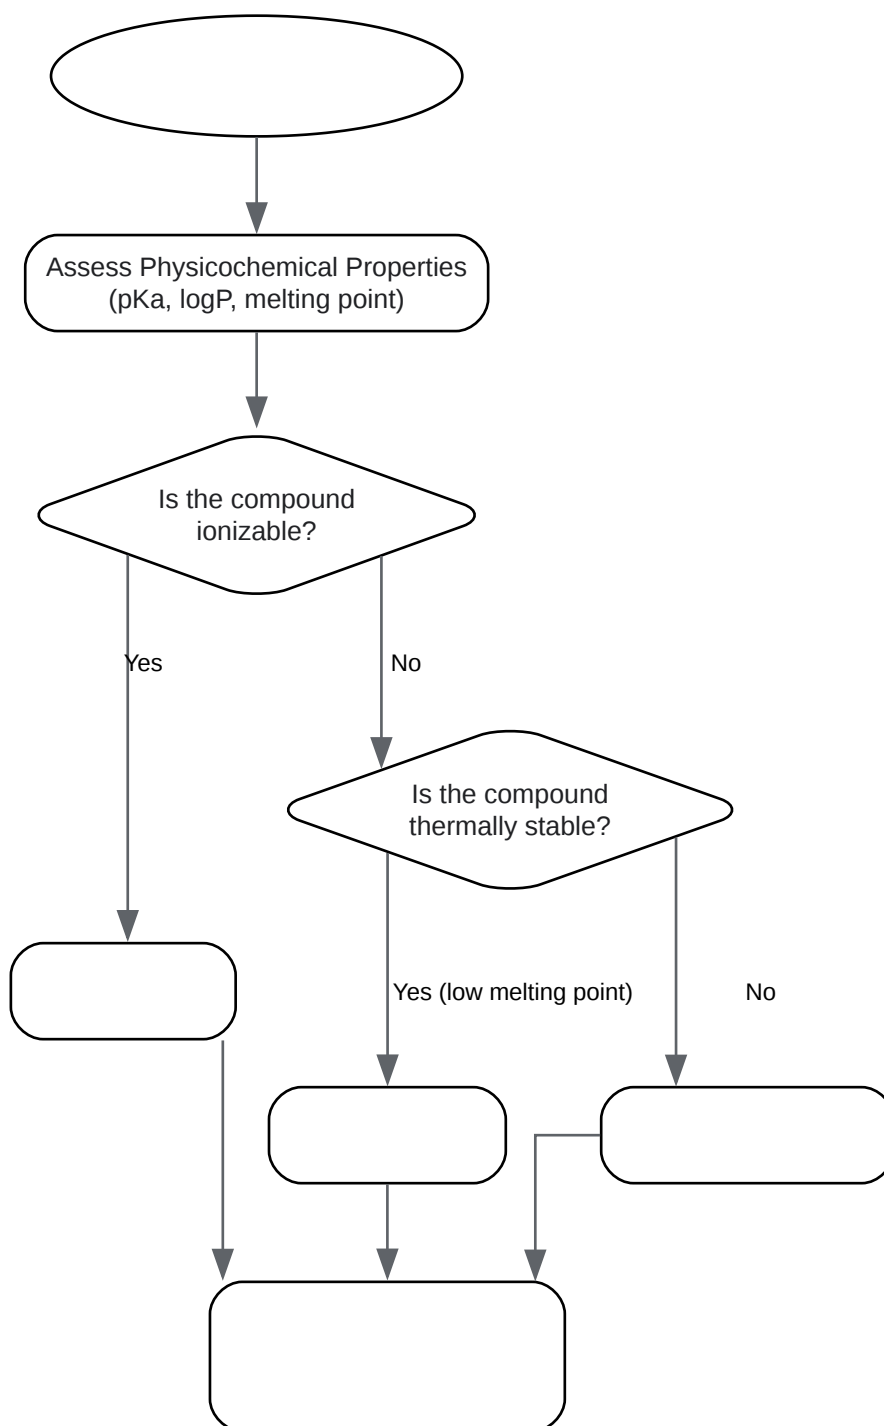 Assess Physicochemical Properties
(pKa, logP, melting point)
Is the compound
ionizable?
Yes
No
Is the compound
thermally stable?
Yes (low melting point)
No